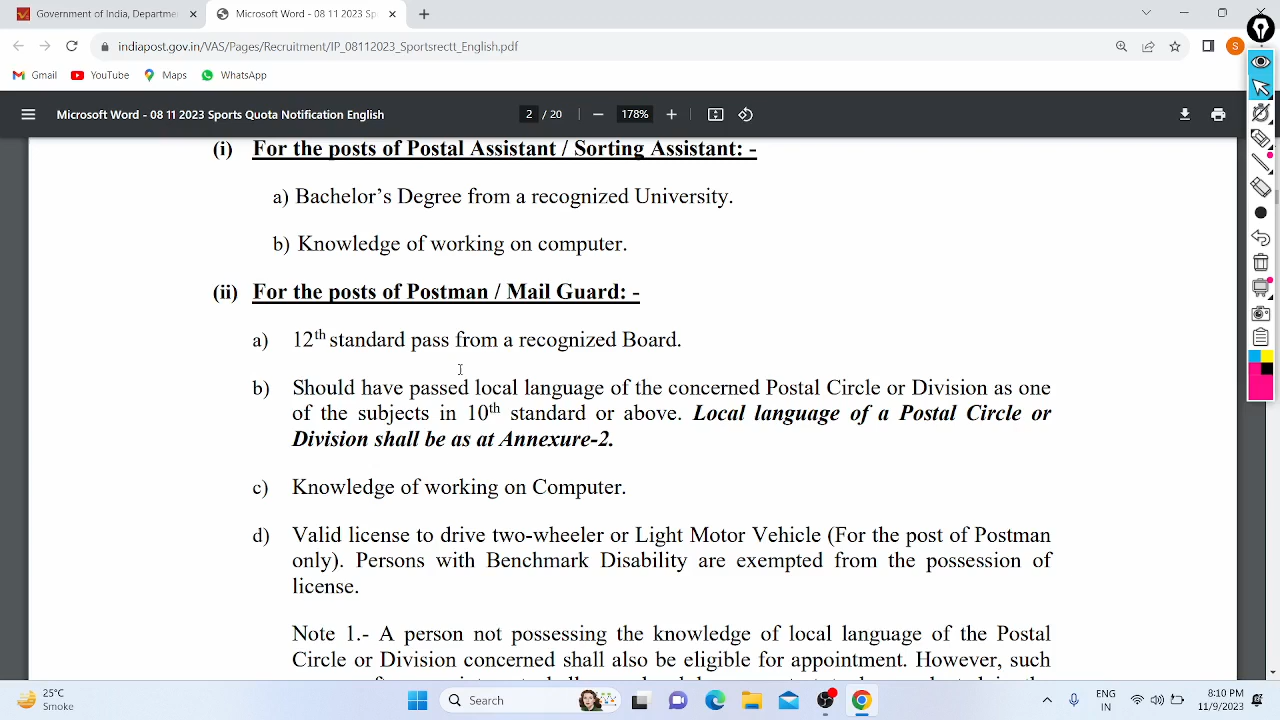 Government of India, Departmen
Microsoft Word - 08 11 2023 Sp
indiapost.gov.in/VAS/Pages/Recruitment/IP_08112023_Sportsrectt_English.pdf
S
Gmail
YouTube
Maps
WhatsApp
Microsoft Word - 08 11 2023 Sports Quota Notification English
2 / 20
178%
(i) For the posts of Postal Assistant / Sorting Assistant: -
a) Bachelor’s Degree from a recognized University.
b) Knowledge of working on computer.
(ii) For the posts of Postman / Mail Guard: -
a) 12th standard pass from a recognized Board.
b) Should have passed local language of the concerned Postal Circle or Division as one
of the subjects in 10th standard or above. Local language of a Postal Circle or
Division shall be as at Annexure-2.
c) Knowledge of working on Computer.
d) Valid license to drive two-wheeler or Light Motor Vehicle (For the post of Postman
only). Persons with Benchmark Disability are exempted from the possession of
license.
Note 1.- A person not possessing the knowledge of local language of the Postal
Circle or Division concerned shall also be eligible for appointment. However, such
25°C
Smoke
Search
ENG
IN
8:10 PM
11/9/2023